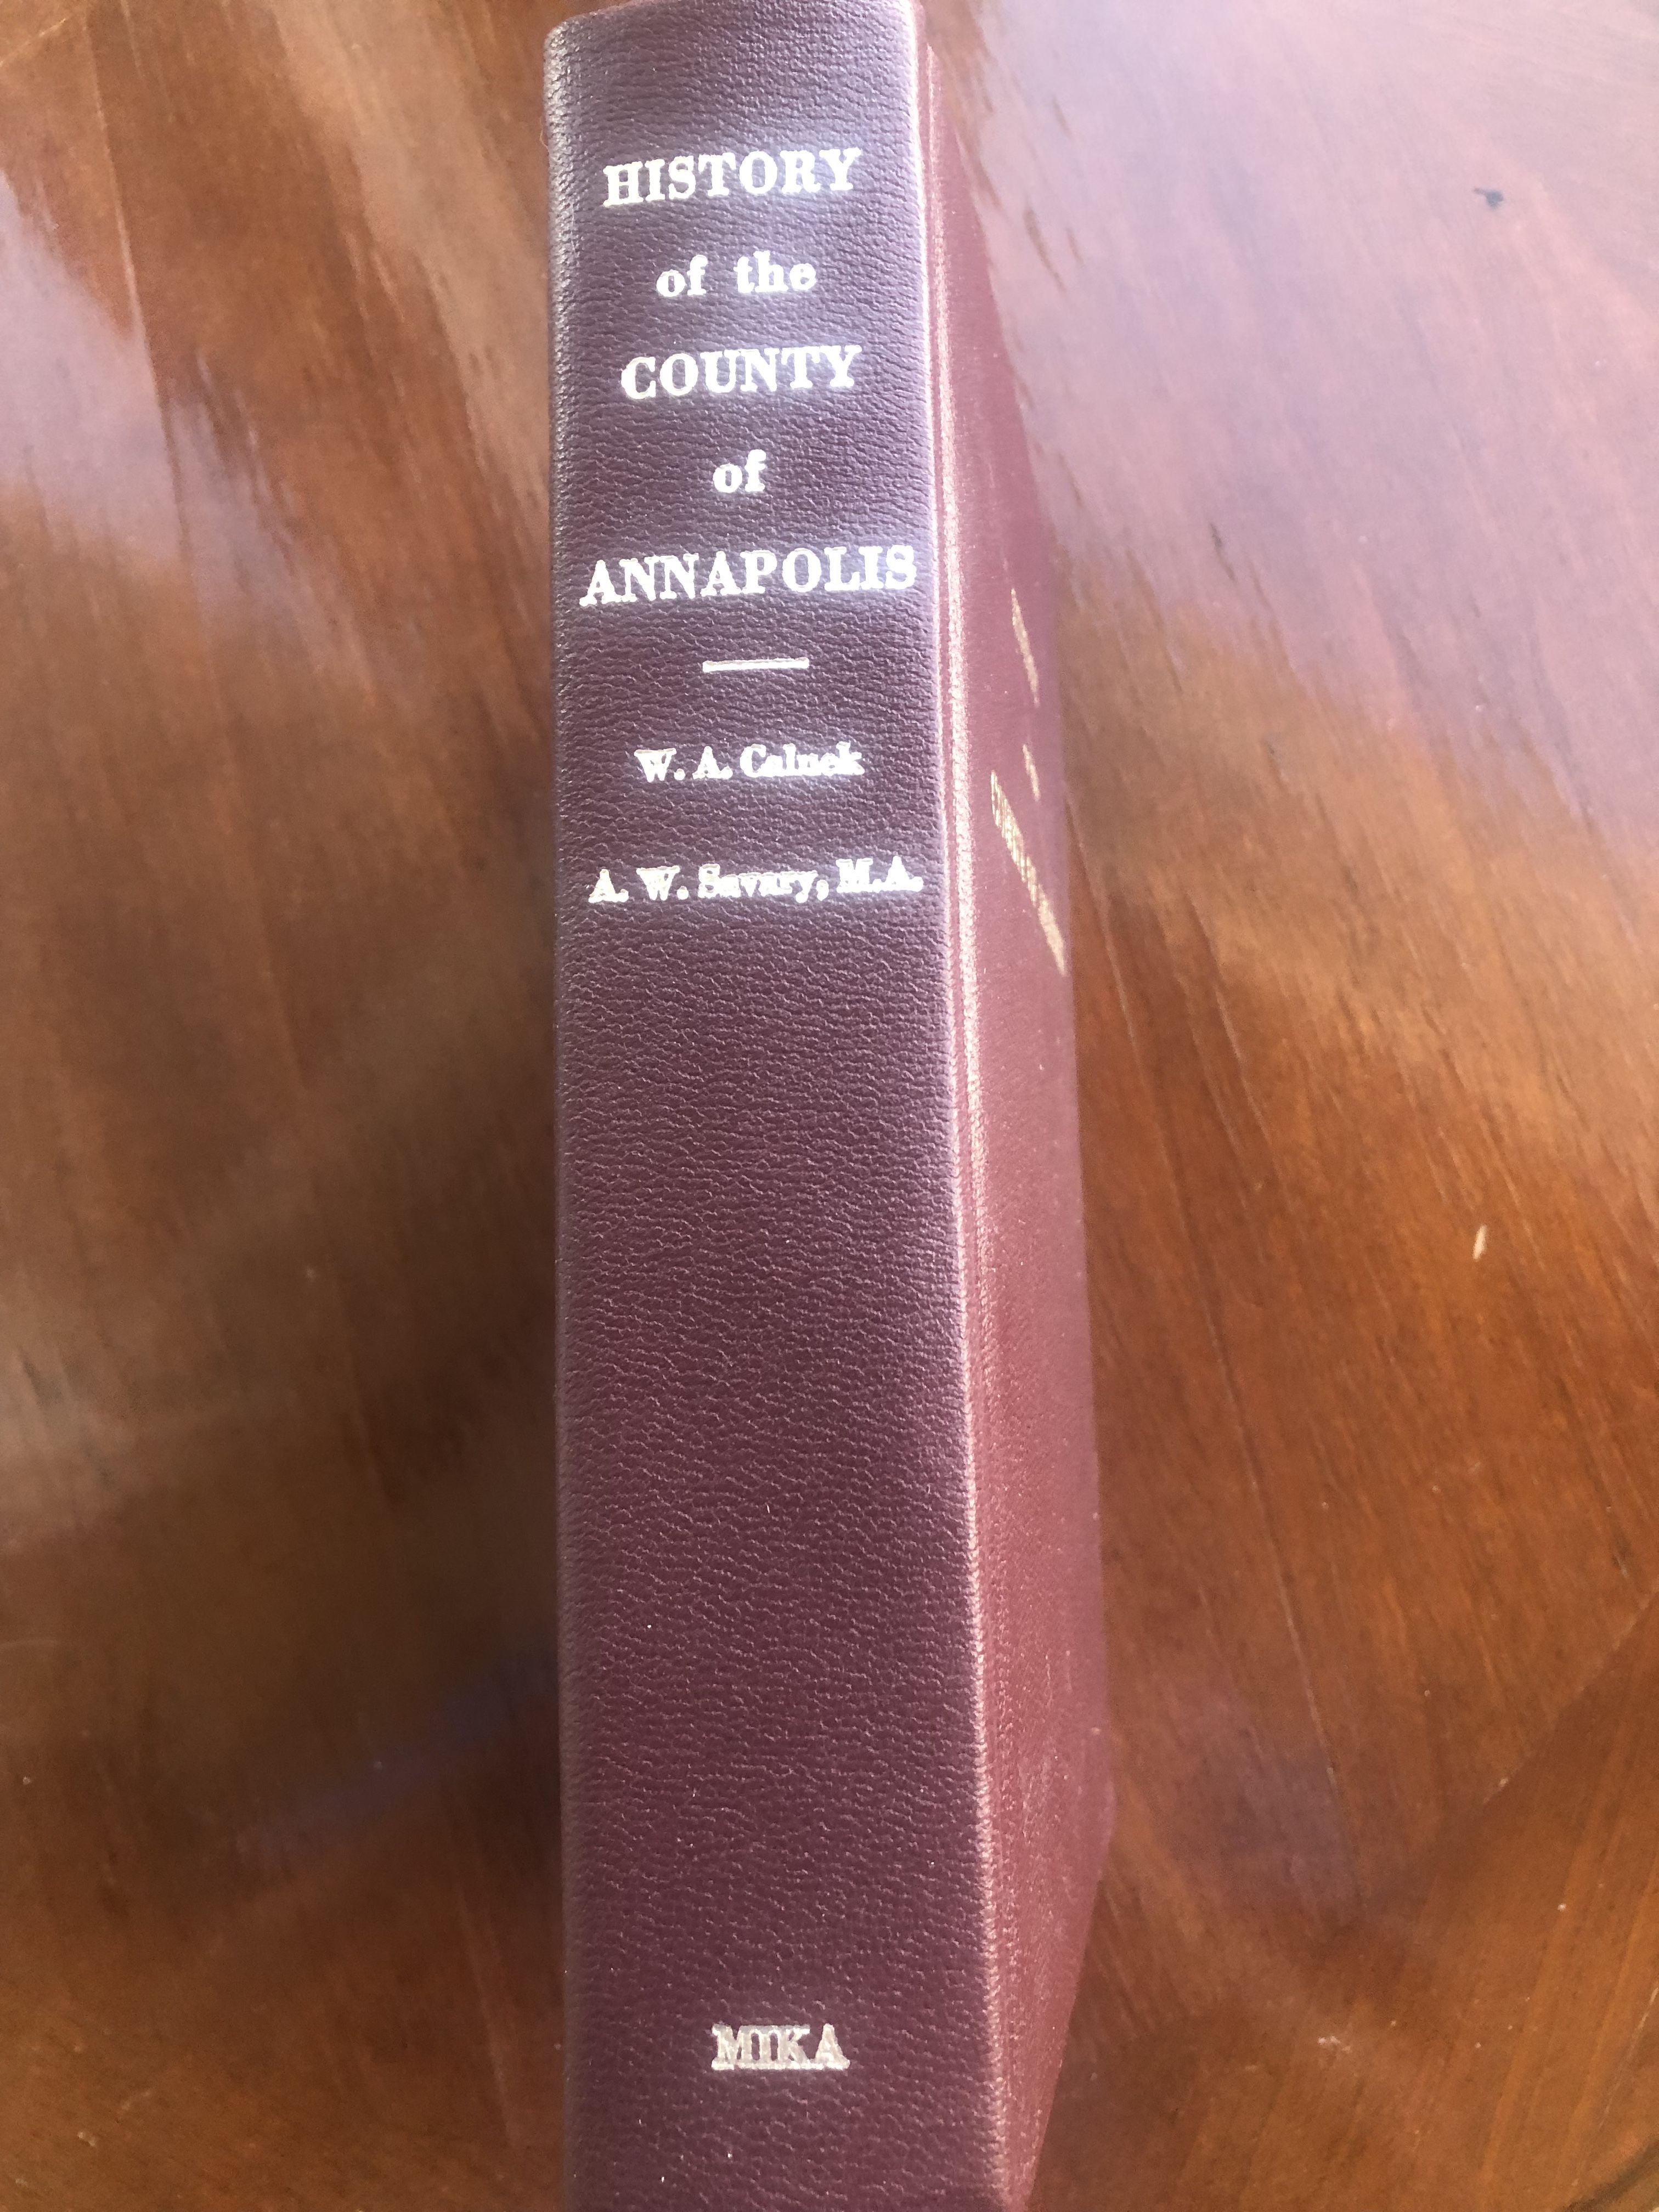 HISTORY
of the
COUNTY
of
ANNAPOLIS
W. A. Calnek
A. W. Savary, M.A.
MIKA